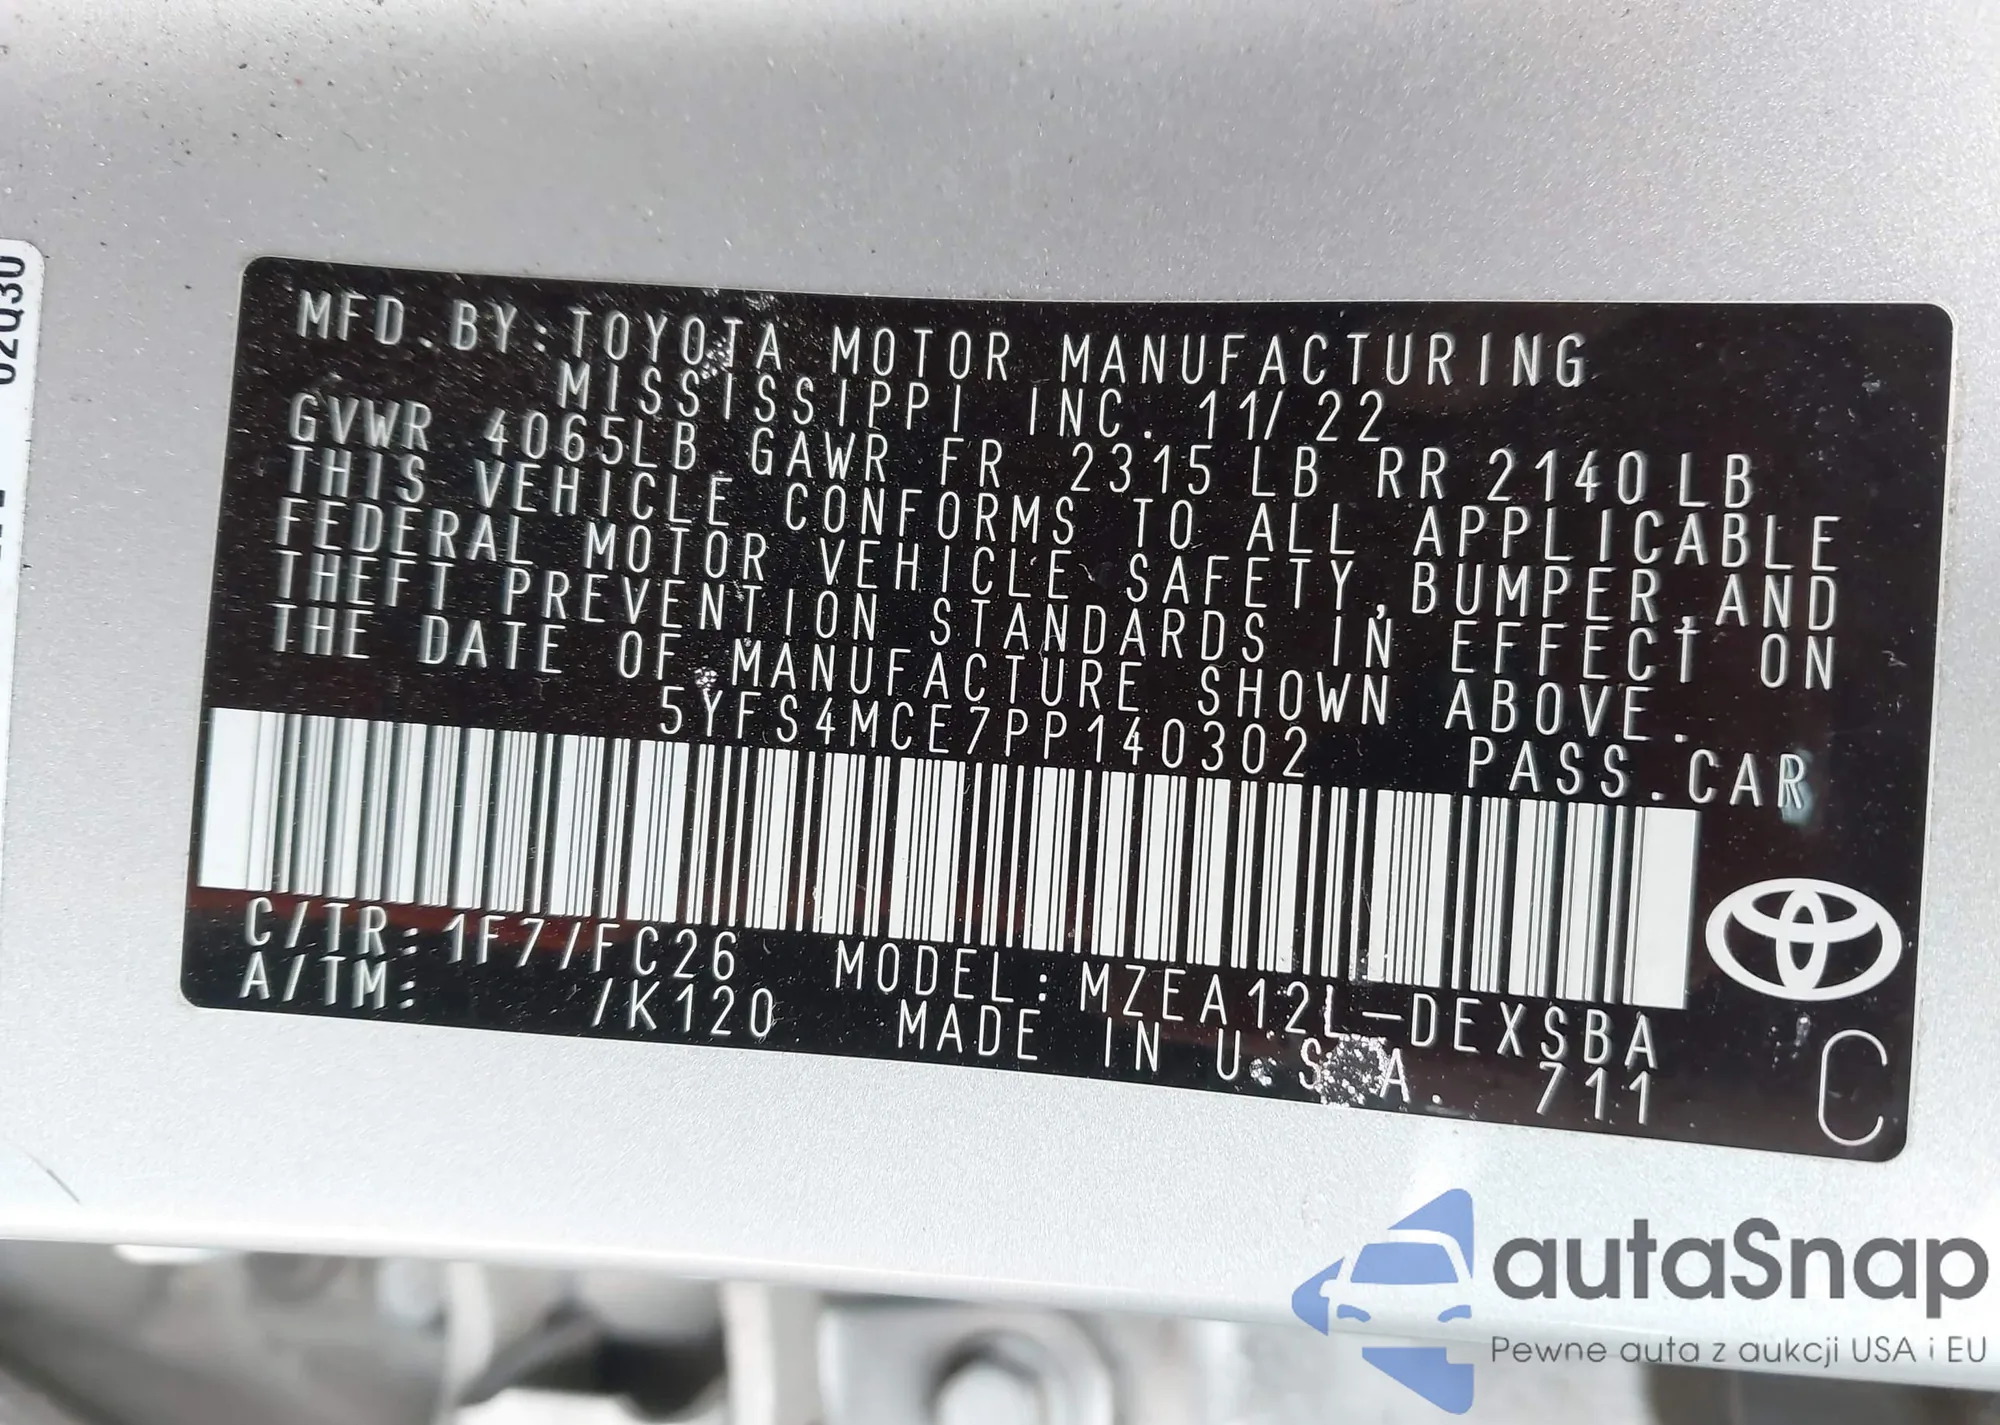 02Q30
MFD.BY:TOYOTA MOTOR MANUFACTURING
MISSISSIPPI INC. 11/22
GVWR 4065LB GAWR FR 2315LB RR 2140LB
THIS VEHICLE CONFORMS TO ALL APPLICABLE
FEDERAL MOTOR VEHICLE SAFETY,BUMPER,AND
THEFT PREVENTION STANDARDS IN EFFECT ON
THE DATE OF MANUFACTURE SHOWN ABOVE.
5YFS4MCE7PP140302 PASS.CAR
C/TR:1F7/FC26 MODEL:MZEA12L-DEXSBA
A/TM: /K120 MADE IN U.S.A. 711
C
autaSnap
Pewne auta z aukcji USA i EU